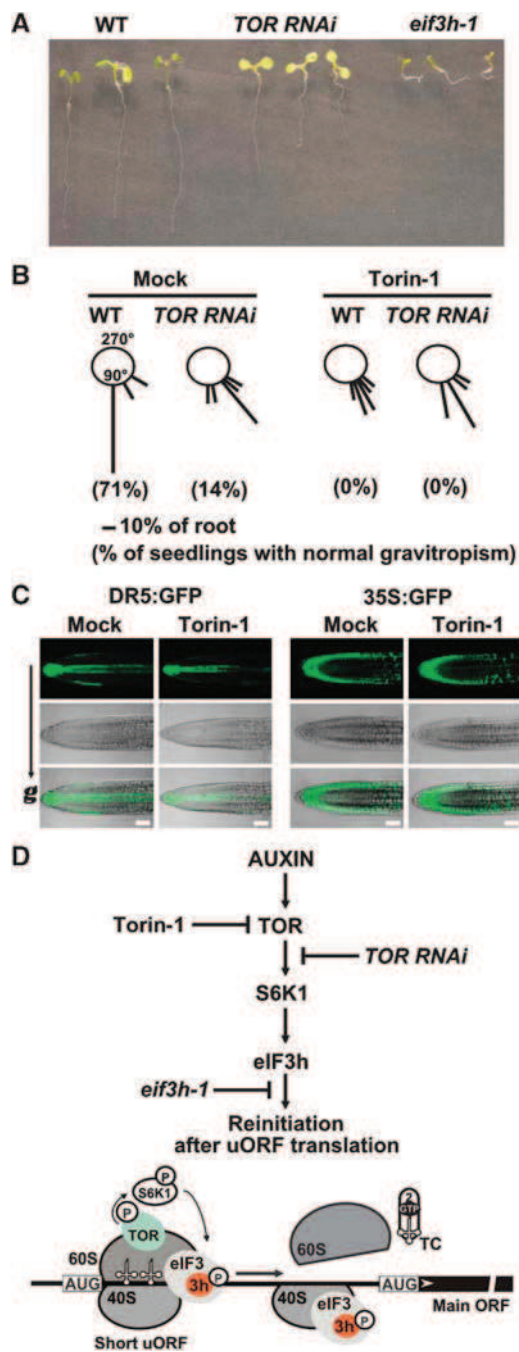 A
WT TOR RNAi eif3h-1
B
Mock Torin-1
WT TOR RNAi WT TOR RNAi
270°
90°
(71%) (14%) (0%) (0%)
10% of root
(% of seedlings with normal gravitropism)
C
DR5:GFP 35S:GFP
Mock Torin-1 Mock Torin-1
g
D
AUXIN
Torin-1 TOR
TOR RNAi
S6K1
eIF3h
eif3h-1
Reinitiation
after uORF translation
P
S6K1
P
TOR
60S
eIF3
3h P
AUG
40S
Short uORF
60S
2
GTP
TC
40S
eIF3
3h P
AUG
Main ORF